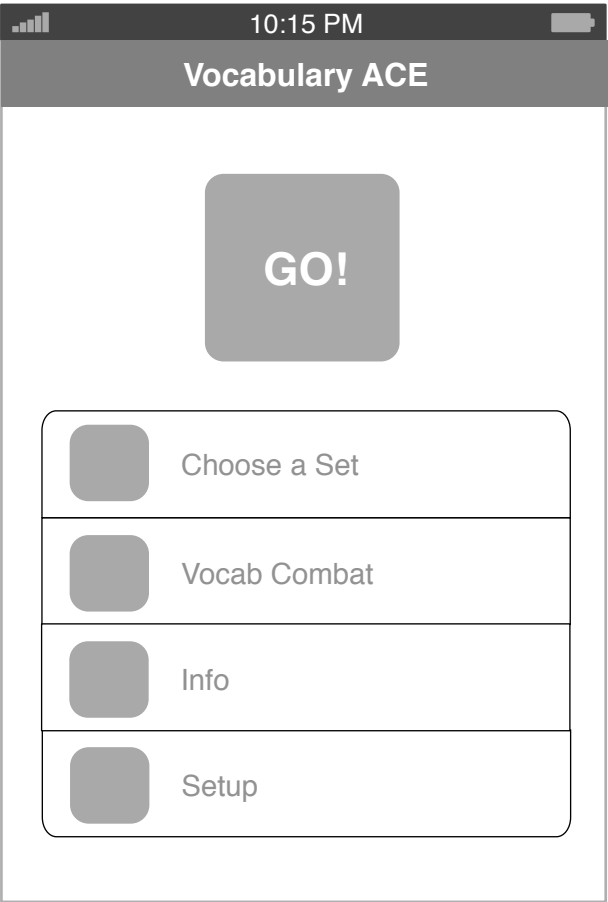 10:15 PM
Vocabulary ACE
GO!
Choose a Set
Vocab Combat
Info
Setup